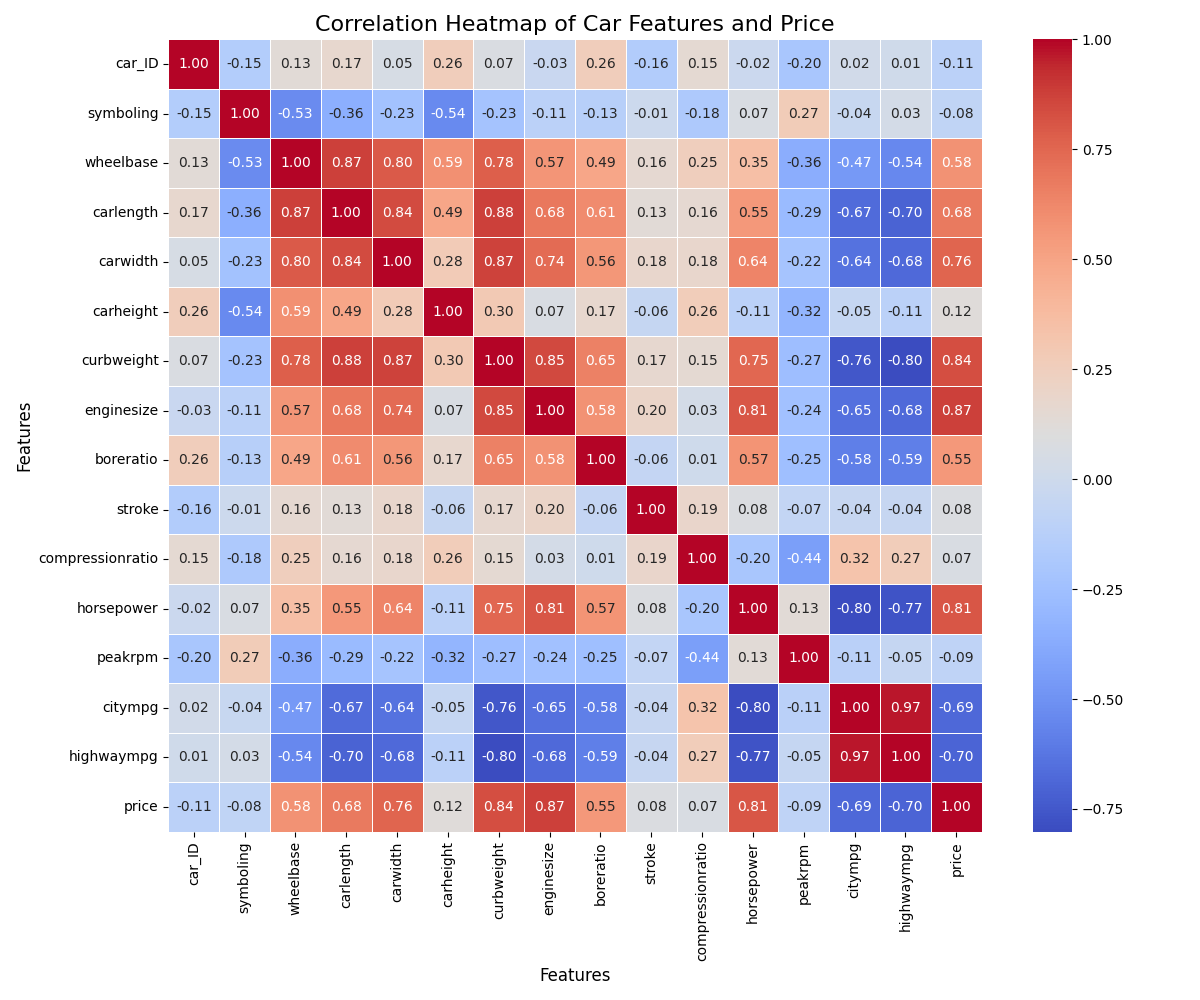 Correlation Heatmap of Car Features and Price
car_ID 1.00 -0.15 0.13 0.17 0.05 0.26 0.07 -0.03 0.26 -0.16 0.15 -0.02 -0.20 0.02 0.01 -0.11
symboling -0.15 1.00 -0.53 -0.36 -0.23 -0.54 -0.23 -0.11 -0.13 -0.01 -0.18 0.07 0.27 -0.04 0.03 -0.08
wheelbase 0.13 -0.53 1.00 0.87 0.80 0.59 0.78 0.57 0.49 0.16 0.25 0.35 -0.36 -0.47 -0.54 0.58
carlength 0.17 -0.36 0.87 1.00 0.84 0.49 0.88 0.68 0.61 0.13 0.16 0.55 -0.29 -0.67 -0.70 0.68
carwidth 0.05 -0.23 0.80 0.84 1.00 0.28 0.87 0.74 0.56 0.18 0.18 0.64 -0.22 -0.64 -0.68 0.76
carheight 0.26 -0.54 0.59 0.49 0.28 1.00 0.30 0.07 0.17 -0.06 0.26 -0.11 -0.32 -0.05 -0.11 0.12
curbweight 0.07 -0.23 0.78 0.88 0.87 0.30 1.00 0.85 0.65 0.17 0.15 0.75 -0.27 -0.76 -0.80 0.84
enginesize -0.03 -0.11 0.57 0.68 0.74 0.07 0.85 1.00 0.58 0.20 0.03 0.81 -0.24 -0.65 -0.68 0.87
boreratio 0.26 -0.13 0.49 0.61 0.56 0.17 0.65 0.58 1.00 -0.06 0.01 0.57 -0.25 -0.58 -0.59 0.55
stroke -0.16 -0.01 0.16 0.13 0.18 -0.06 0.17 0.20 -0.06 1.00 0.19 0.08 -0.07 -0.04 -0.04 0.08
compressionratio 0.15 -0.18 0.25 0.16 0.18 0.26 0.15 0.03 0.01 0.19 1.00 -0.20 -0.44 0.32 0.27 0.07
horsepower -0.02 0.07 0.35 0.55 0.64 -0.11 0.75 0.81 0.57 0.08 -0.20 1.00 0.13 -0.80 -0.77 0.81
peakrpm -0.20 0.27 -0.36 -0.29 -0.22 -0.32 -0.27 -0.24 -0.25 -0.07 -0.44 0.13 1.00 -0.11 -0.05 -0.09
citympg 0.02 -0.04 -0.47 -0.67 -0.64 -0.05 -0.76 -0.65 -0.58 -0.04 0.32 -0.80 -0.11 1.00 0.97 -0.69
highwaympg 0.01 0.03 -0.54 -0.70 -0.68 -0.11 -0.80 -0.68 -0.59 -0.04 0.27 -0.77 -0.05 0.97 1.00 -0.70
price -0.11 -0.08 0.58 0.68 0.76 0.12 0.84 0.87 0.55 0.08 0.07 0.81 -0.09 -0.69 -0.70 1.00
car_ID symboling wheelbase carlength carwidth carheight curbweight enginesize boreratio stroke compressionratio horsepower peakrpm citympg highwaympg price
Features
Features
1.00
0.75
0.50
0.25
0.00
−0.25
−0.50
−0.75